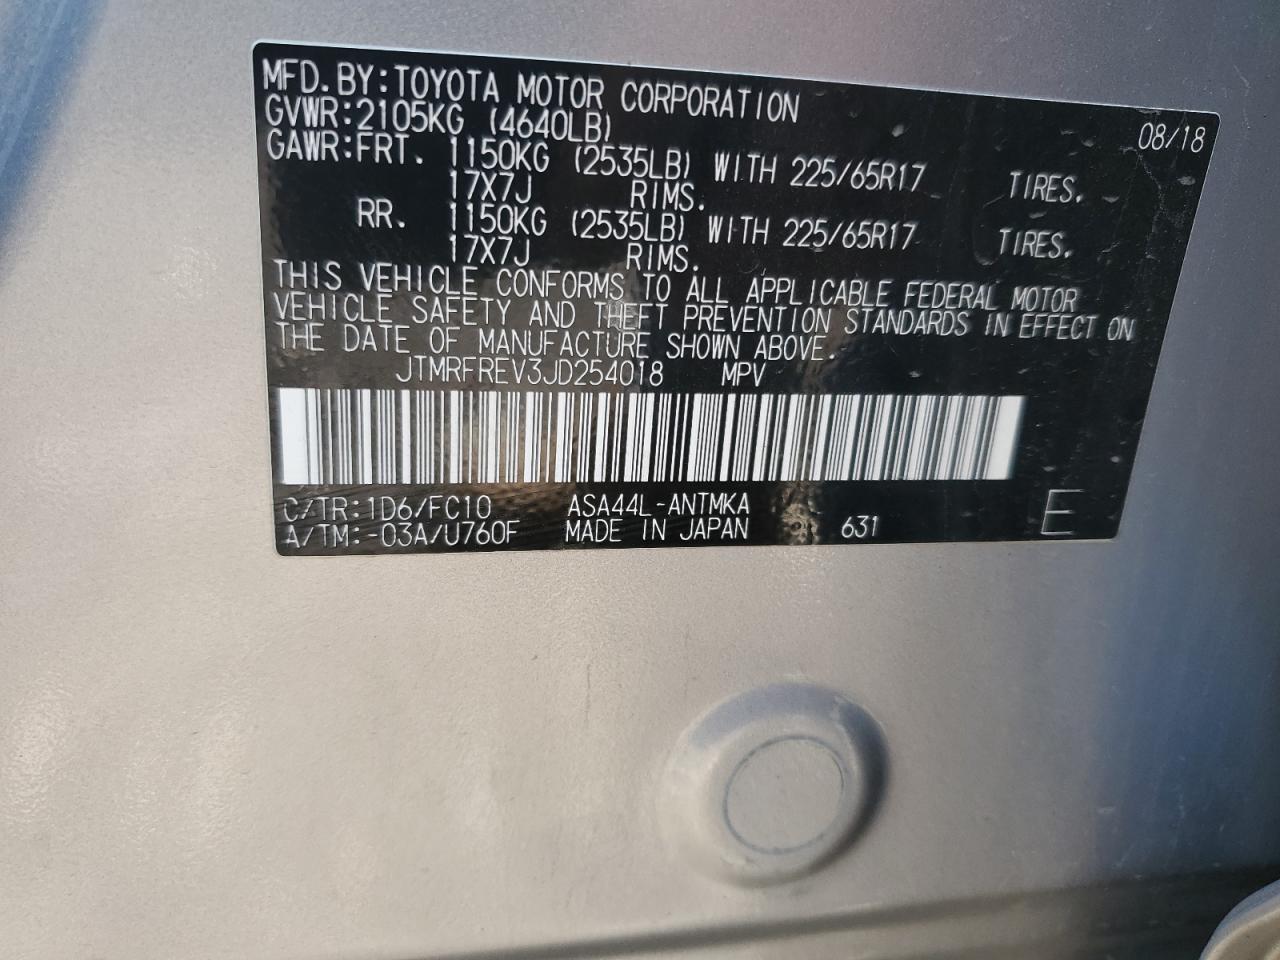 MFD.BY:TOYOTA MOTOR CORPORATION 08/18
GVWR:2105KG (4640LB)
GAWR:FRT. 1150KG (2535LB) WITH 225/65R17 TIRES.
17X7J RIMS.
RR. 1150KG (2535LB) WITH 225/65R17 TIRES.
17X7J RIMS.
THIS VEHICLE CONFORMS TO ALL APPLICABLE FEDERAL MOTOR
VEHICLE SAFETY AND THEFT PREVENTION STANDARDS IN EFFECT ON
THE DATE OF MANUFACTURE SHOWN ABOVE.
JTMRFREV3JD254018 MPV
C/TR:1D6/FC10 ASA44L-ANTMKA
A/TM:-03A/U760F MADE IN JAPAN 631 E